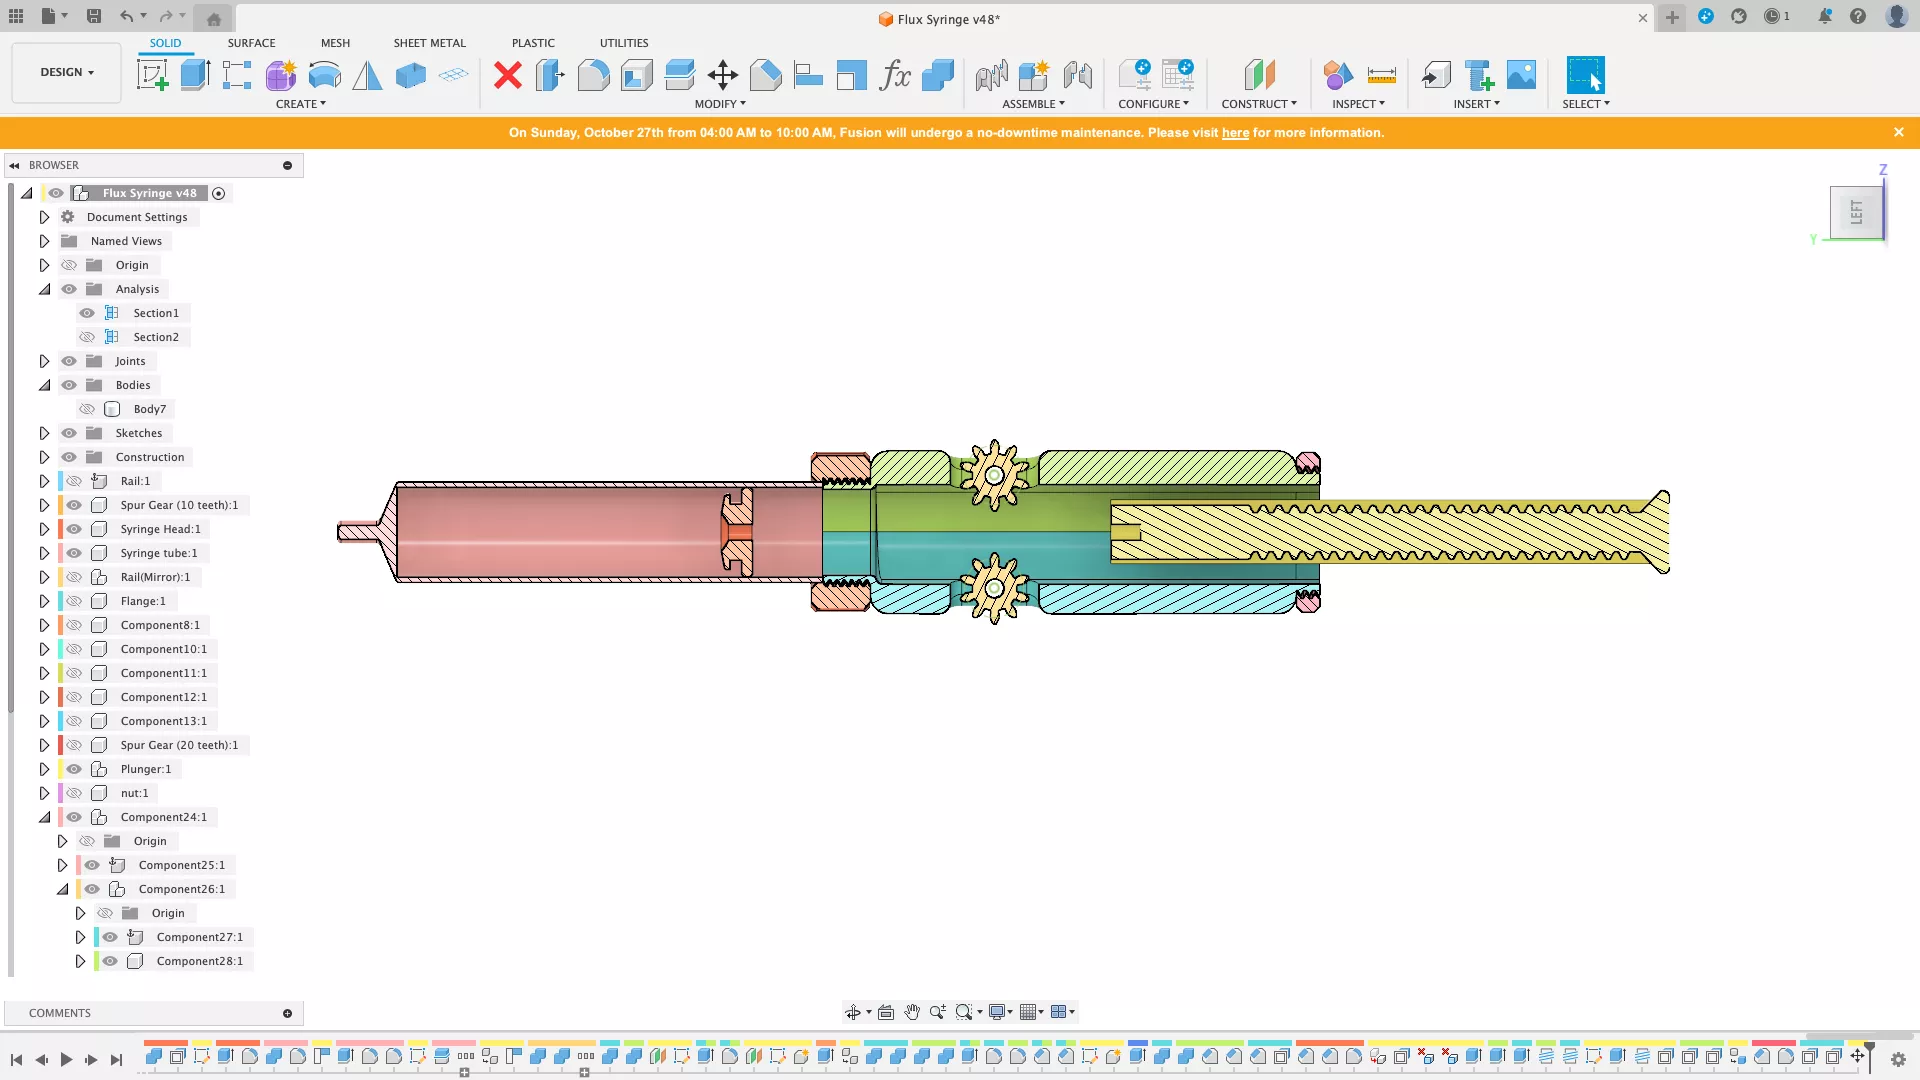 Flux Syringe v48*
1
DESIGN
SOLID
SURFACE
MESH
SHEET METAL
PLASTIC
UTILITIES
fx
CREATE
MODIFY
ASSEMBLE
CONFIGURE
CONSTRUCT
INSPECT
INSERT
SELECT
On Sunday, October 27th from 04:00 AM to 10:00 AM, Fusion will undergo a no-downtime maintenance. Please visit here for more information.
BROWSER
Flux Syringe v48
Document Settings
Named Views
Origin
Analysis
Section1
Section2
Joints
Bodies
Body7
Sketches
Construction
Rail:1
Spur Gear (10 teeth):1
Syringe Head:1
Syringe tube:1
Rail(Mirror):1
Flange:1
Component8:1
Component10:1
Component11:1
Component12:1
Component13:1
Spur Gear (20 teeth):1
Plunger:1
nut:1
Component24:1
Origin
Component25:1
Component26:1
Origin
Component27:1
Component28:1
Z
LEFT
Y
COMMENTS